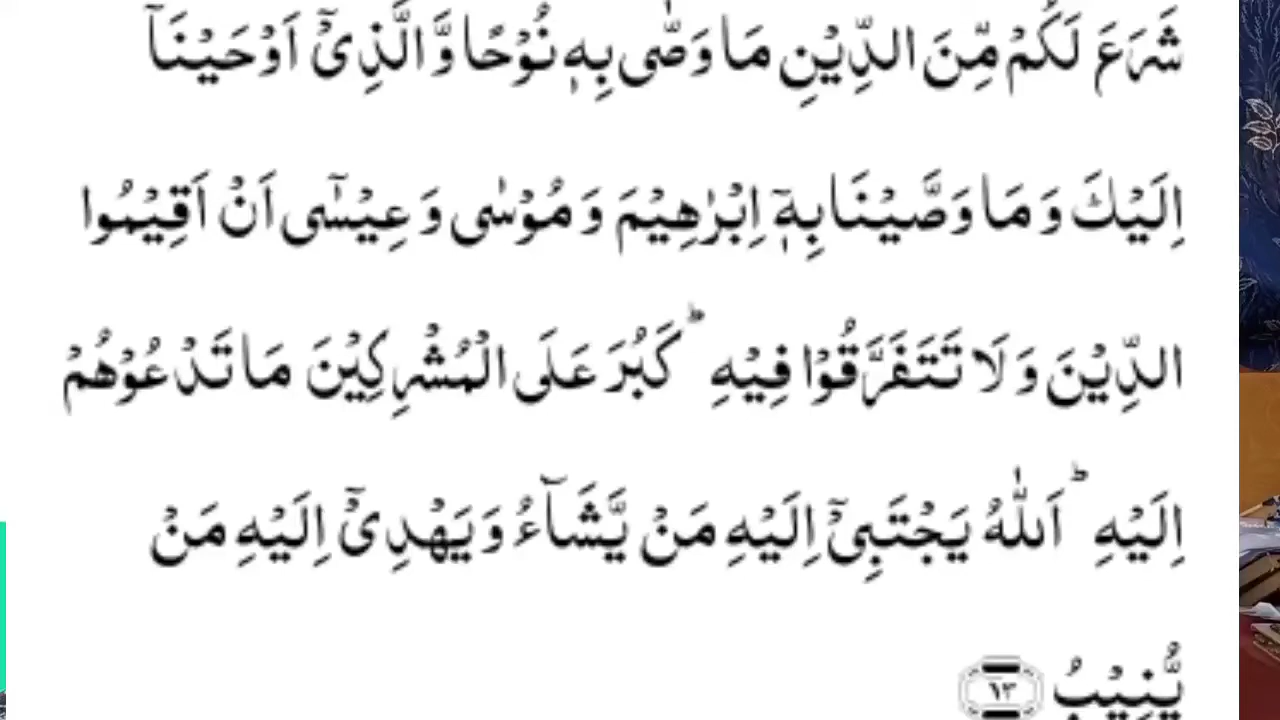 شَرَعَ لَكُمْ مِّنَ الدِّيْنِ مَا وَصّٰى بِهٖ نُوْحًا وَّ الَّذِيْۤ اَوْحَيْنَاۤ
اِلَيْكَ وَ مَا وَصَّيْنَا بِهٖۤ اِبْرٰهِيْمَ وَ مُوْسٰى وَ عِيْسٰۤى اَنْ اَقِيْمُوا
الدِّيْنَ وَ لَا تَتَفَرَّقُوْا فِيْهِ ؕ كَبُرَ عَلَى الْمُشْرِكِيْنَ مَا تَدْعُوْهُمْ
اِلَيْهِ ؕ اَللّٰهُ يَجْتَبِيْۤ اِلَيْهِ مَنْ يَّشَآءُ وَ يَهْدِيْۤ اِلَيْهِ مَنْ
يُّنِيْبُ ١٣